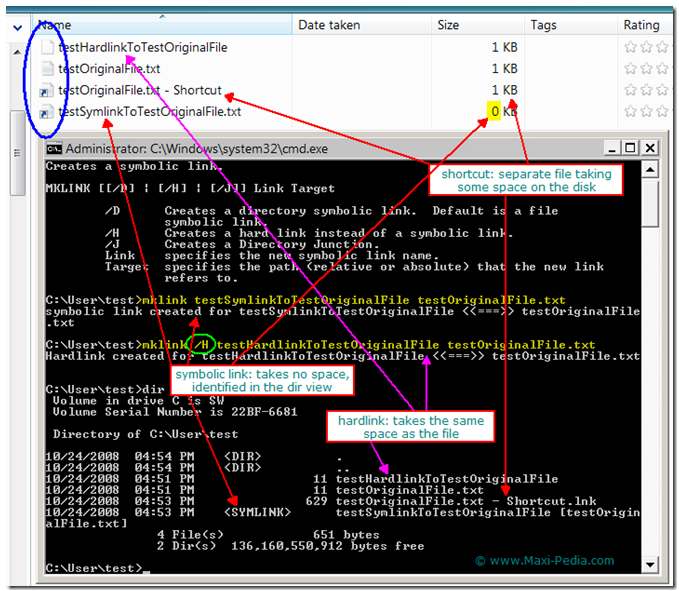 Name Date taken Size Tags Rating
testHardlinkToTestOriginalFile 1 KB
testOriginalFile.txt 1 KB
testOriginalFile.txt - Shortcut 1 KB
testSymlinkToTestOriginalFile.txt 0 KB
Administrator: C:\Windows\system32\cmd.exe
Creates a symbolic link.
shortcut: separate file taking
some space on the disk
MKLINK [[/D] ¦ [/H] ¦ [/J]] Link Target
/D Creates a directory symbolic link. Default is a file
symbolic link.
/H Creates a hard link instead of a symbolic link.
/J Creates a Directory Junction.
Link specifies the new symbolic link name.
Target specifies the path (relative or absolute) that the new link
refers to.
C:\User\test>mklink testSymlinkToTestOriginalFile testOriginalFile.txt
symbolic link created for testSymlinkToTestOriginalFile <<===>> testOriginalFile
.txt
C:\User\test>mklink /H testHardlinkToTestOriginalFile testOriginalFile.txt
Hardlink created for testHardlinkToTestOriginalFile <<===>> testOriginalFile.txt
symbolic link: takes no space,
identified in the dir view
C:\User\test>dir
Volume in drive C is SW
Volume Serial Number is 22BF-6681
hardlink: takes the same
space as the file
Directory of C:\User\test
10/24/2008 04:54 PM <DIR> .
10/24/2008 04:54 PM <DIR> ..
10/24/2008 04:51 PM 11 testHardlinkToTestOriginalFile
10/24/2008 04:51 PM 11 testOriginalFile.txt
10/24/2008 04:53 PM 629 testOriginalFile.txt - Shortcut.lnk
10/24/2008 04:53 PM <SYMLINK> testSymlinkToTestOriginalFile [testOrigin
alFile.txt]
4 File(s) 651 bytes
2 Dir(s) 136,160,550,912 bytes free
© www.Maxi-Pedia.com
C:\User\test>_